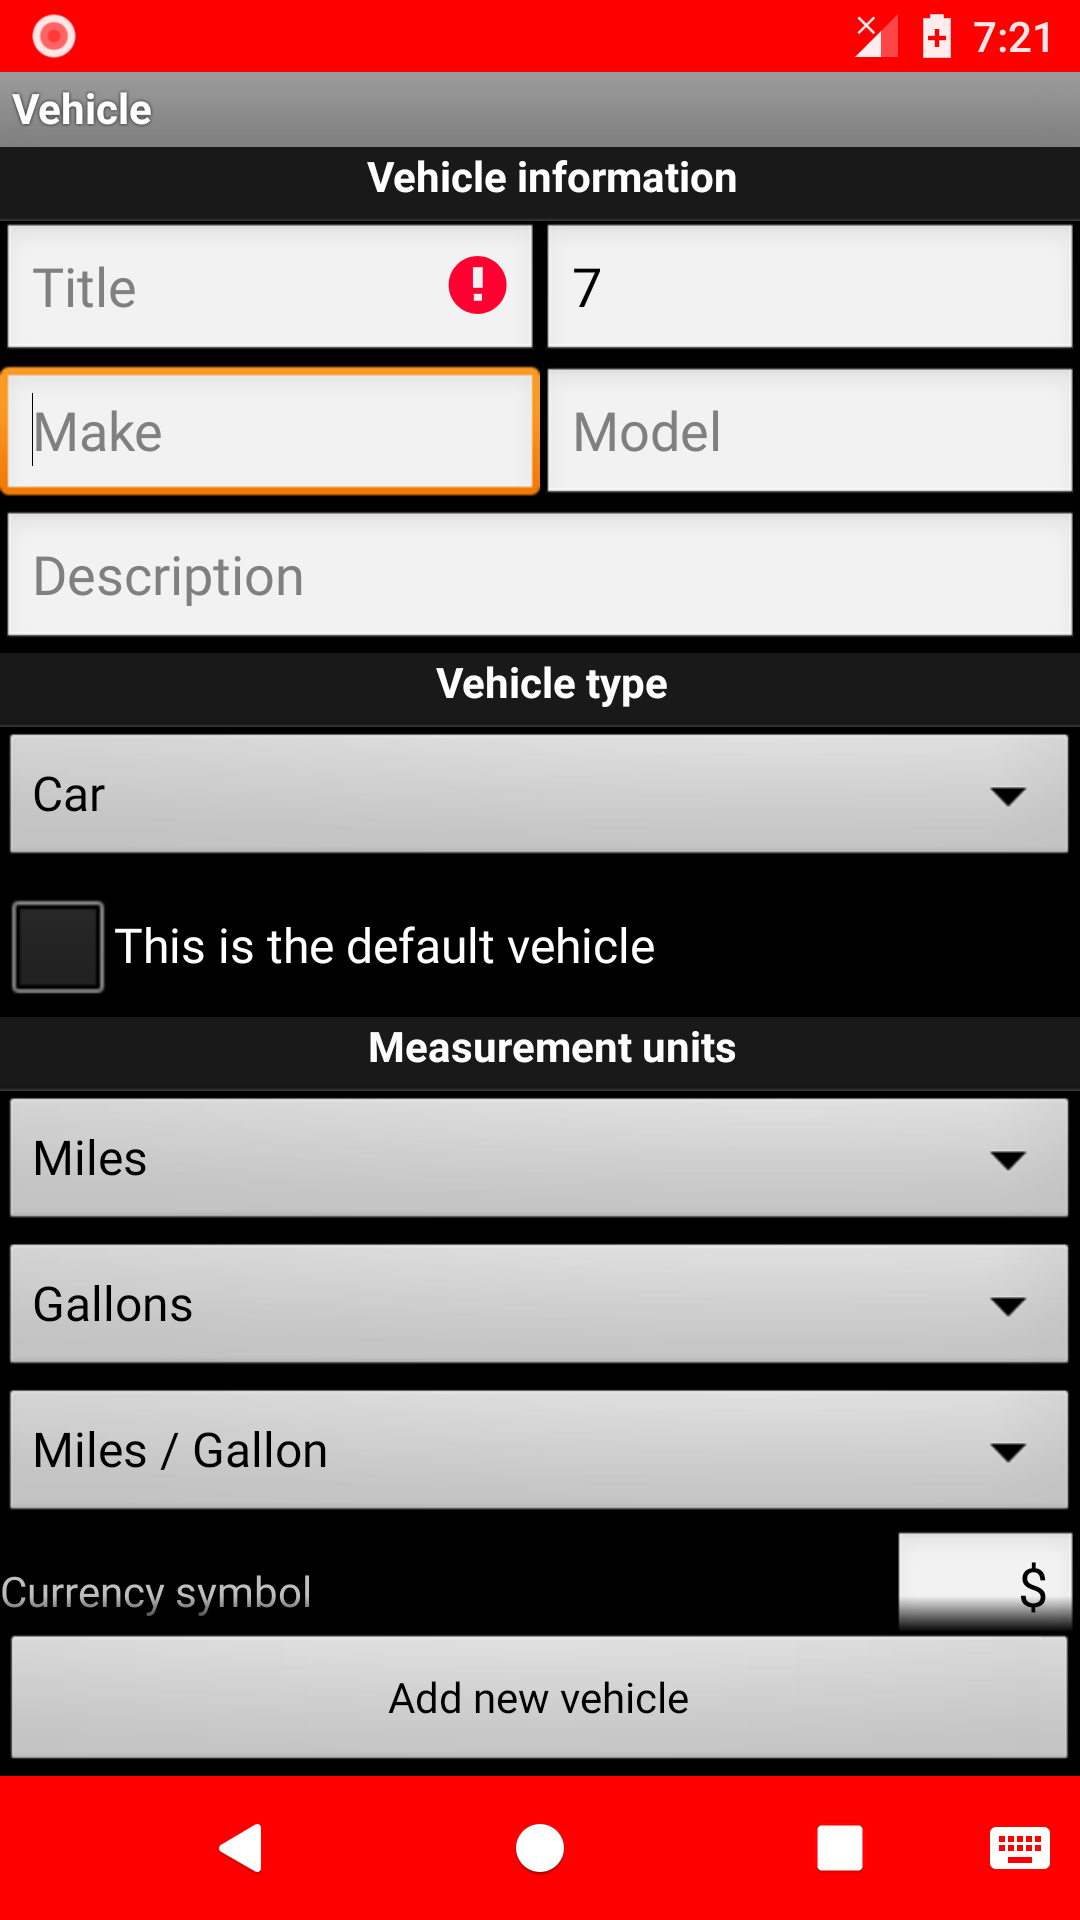 7:21
Vehicle
Vehicle information
Title
7
Make
Model
Description
Vehicle type
Car
This is the default vehicle
Measurement units
Miles
Gallons
Miles / Gallon
Currency symbol
$
Add new vehicle